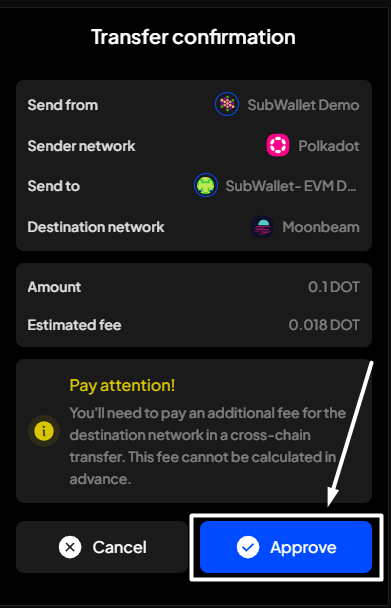 Transfer confirmation
Send from SubWallet Demo
Sender network Polkadot
Send to SubWallet- EVM D...
Destination network Moonbeam
Amount 0.1 DOT
Estimated fee 0.018 DOT
Pay attention!
You'll need to pay an additional fee for the
destination network in a cross-chain
transfer. This fee cannot be calculated in
advance.
Cancel Approve